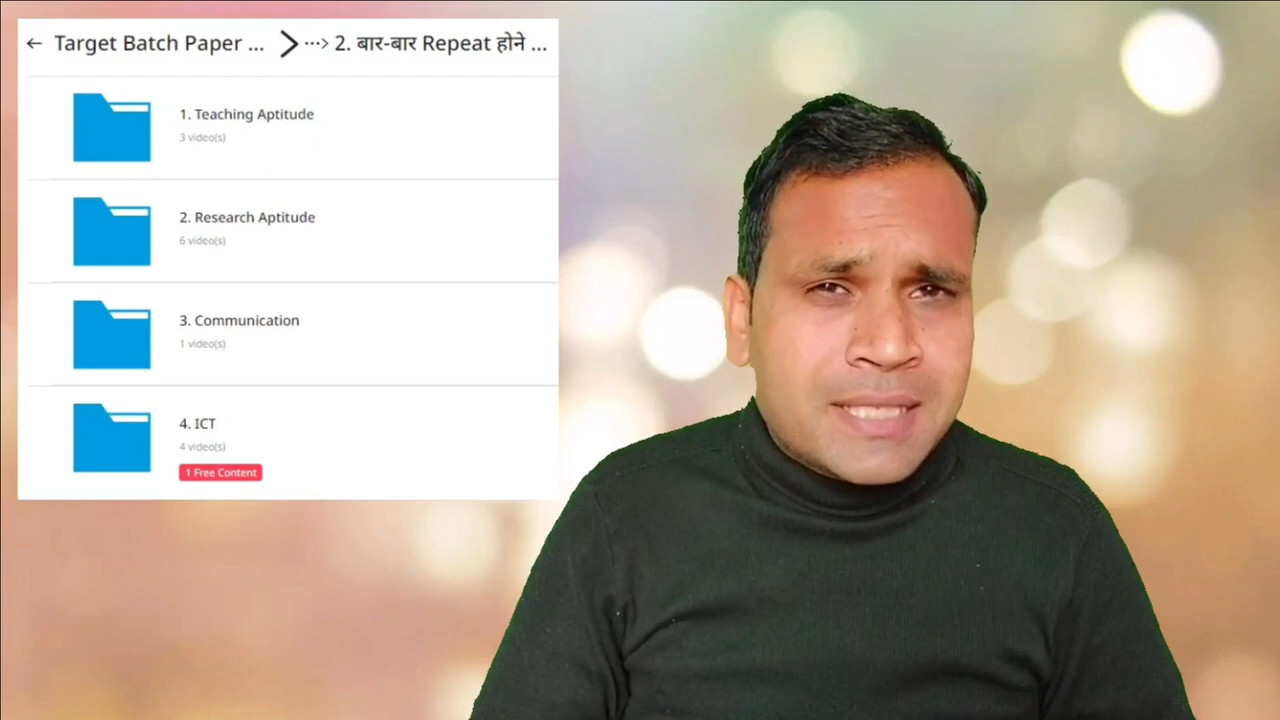 ← Target Batch Paper ... > ···> 2. बार-बार Repeat होने ...
1. Teaching Aptitude
3 video(s)
2. Research Aptitude
6 video(s)
3. Communication
1 video(s)
4. ICT
4 video(s)
1 Free Content